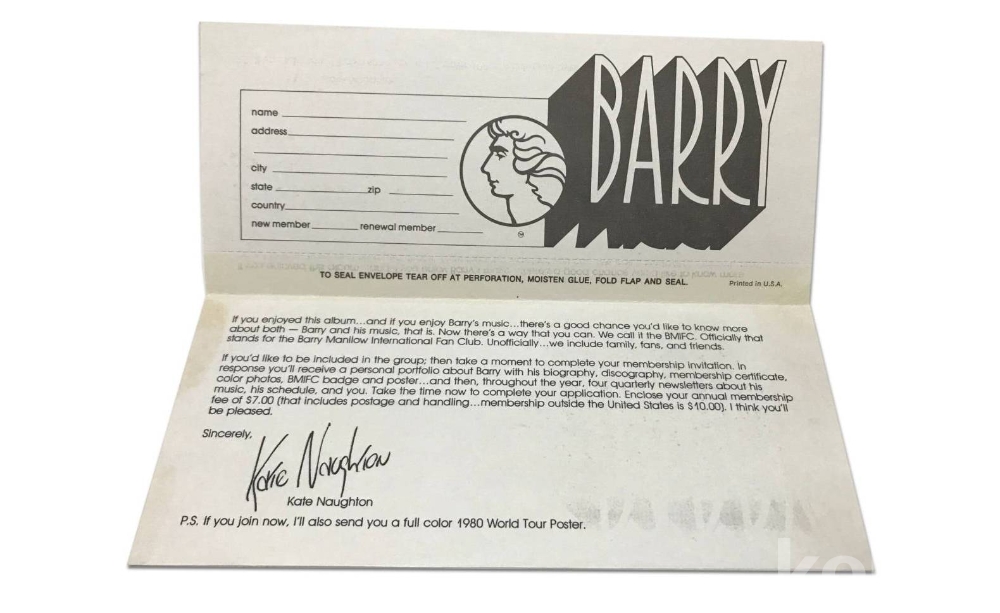 BARRY
name
address
city
state zip
country
new member renewal member
TO SEAL ENVELOPE TEAR OFF AT PERFORATION, MOISTEN GLUE, FOLD FLAP AND SEAL.
Printed in U.S.A.
If you enjoyed this album...and if you enjoy Barry's music...there's a good chance you'd like to know more
about both — Barry and his music, that is. Now there's a way that you can. We call it the BMIFC. Officially that
stands for the Barry Manilow International Fan Club. Unofficially...we include family, fans, and friends.
If you'd like to be included in the group; then take a moment to complete your membership invitation. In
response you'll receive a personal portfolio about Barry with his biography, discography, membership certificate,
color photos, BMIFC badge and poster...and then, throughout the year, four quarterly newsletters about his
music, his schedule, and you. Take the time now to complete your application. Enclose your annual membership
fee of $7.00 (that includes postage and handling...membership outside the United States is $10.00). I think you'll
be pleased.
Sincerely,
Kate Naughton
Kate Naughton
P.S. If you join now, I'll also send you a full color 1980 World Tour Poster.